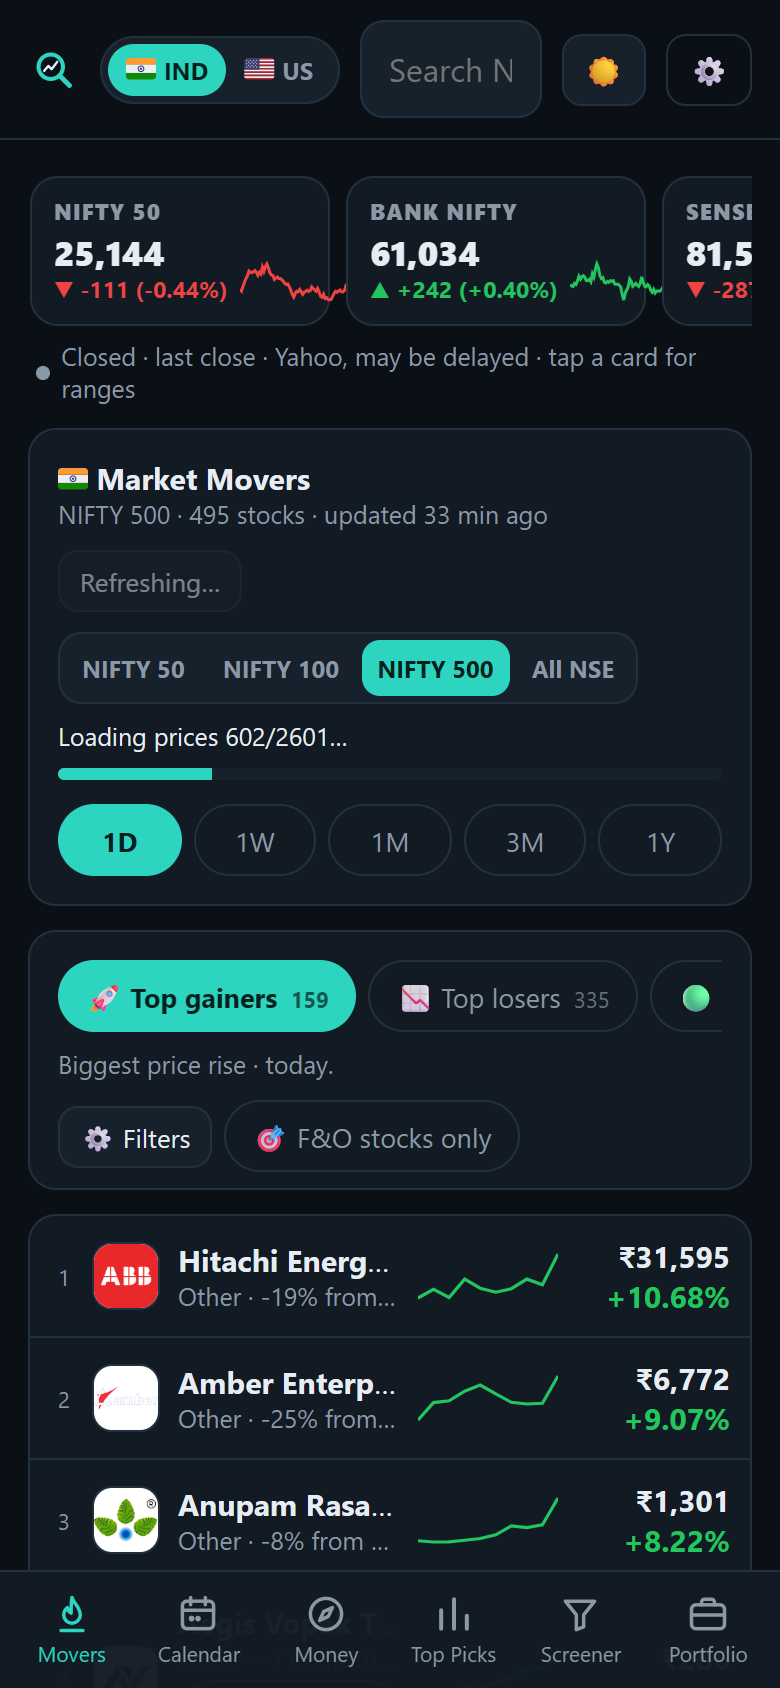 IND
US
Search N
NIFTY 50
25,144
▼ -111 (-0.44%)
BANK NIFTY
61,034
▲ +242 (+0.40%)
SENSE
81,5
▼ -287
Closed · last close · Yahoo, may be delayed · tap a card for
ranges
Market Movers
NIFTY 500 · 495 stocks · updated 33 min ago
Refreshing...
NIFTY 50
NIFTY 100
NIFTY 500
All NSE
Loading prices 602/2601...
1D
1W
1M
3M
1Y
Top gainers 159
Top losers 335
Biggest price rise · today.
Filters
F&O stocks only
1
ABB
Hitachi Energ...
Other · -19% from...
₹31,595
+10.68%
2
Amber Enterp...
Other · -25% from...
₹6,772
+9.07%
3
®
Anupam Rasa...
Other · -8% from ...
₹1,301
+8.22%
Movers
Calendar
Money
Top Picks
Screener
Portfolio